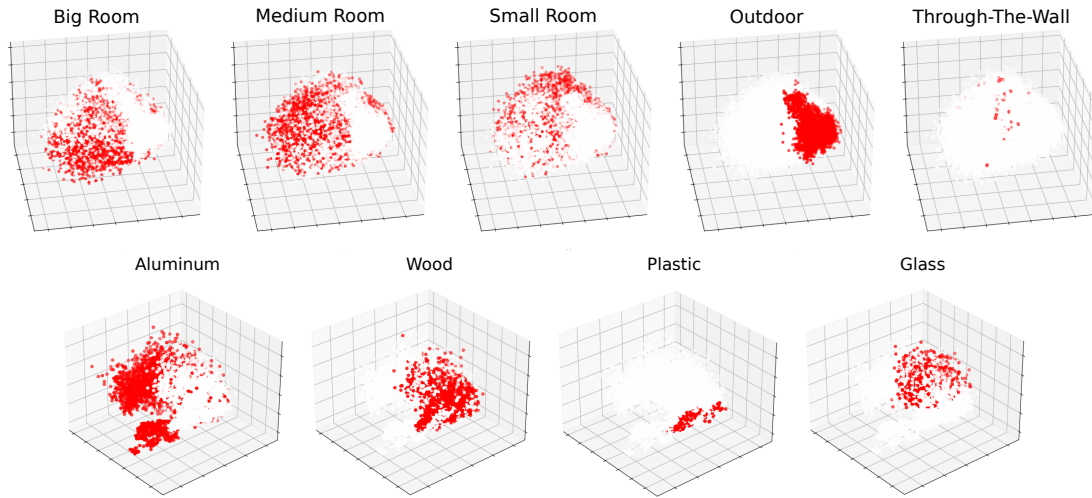 Big Room
Medium Room
Small Room
Outdoor
Through-The-Wall
Aluminum
Wood
Plastic
Glass